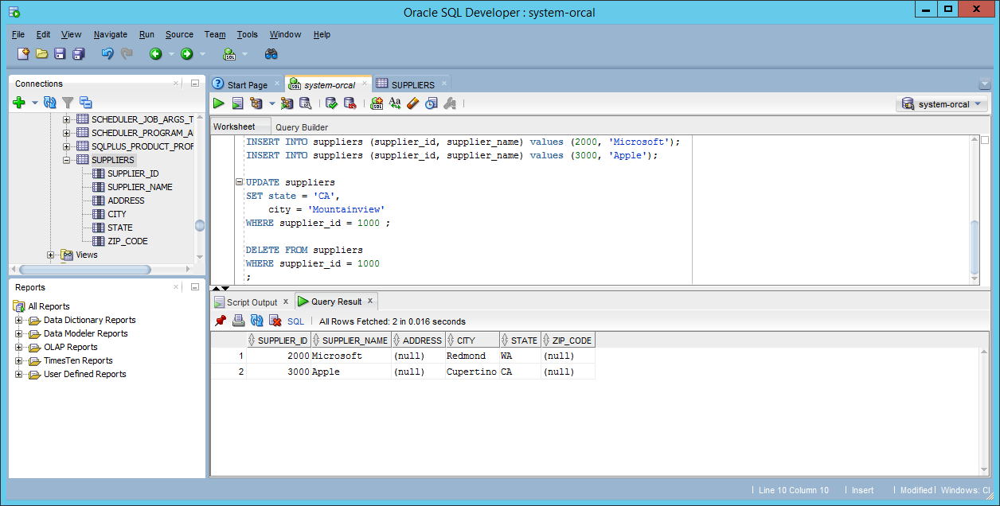 Oracle SQL Developer : system-orcal
File Edit View Navigate Run Source Team Tools Window Help
Connections
SCHEDULER_JOB_ARGS_T
SCHEDULER_PROGRAM_A
SQLPLUS_PRODUCT_PROF
SUPPLIERS
SUPPLIER_ID
SUPPLIER_NAME
ADDRESS
CITY
STATE
ZIP_CODE
Views
Reports
All Reports
Data Dictionary Reports
Data Modeler Reports
OLAP Reports
TimesTen Reports
User Defined Reports
Start Page system-orcal SUPPLIERS
system-orcal
Worksheet Query Builder
INSERT INTO suppliers (supplier_id, supplier_name) values (2000, 'Microsoft');
INSERT INTO suppliers (supplier_id, supplier_name) values (3000, 'Apple');
UPDATE suppliers
SET state = 'CA',
city = 'Mountainview'
WHERE supplier_id = 1000 ;
DELETE FROM suppliers
WHERE supplier_id = 1000
;
Script Output x Query Result x
SQL All Rows Fetched: 2 in 0.016 seconds
SUPPLIER_ID SUPPLIER_NAME ADDRESS CITY STATE ZIP_CODE
1 2000 Microsoft (null) Redmond WA (null)
2 3000 Apple (null) Cupertino CA (null)
Line 10 Column 10 Insert Modified Windows: Cl